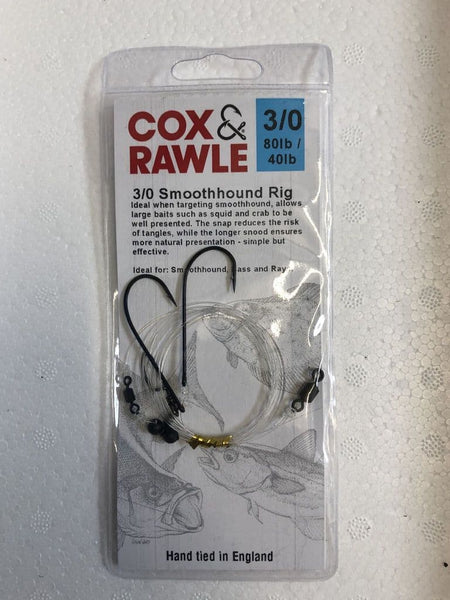 COX &
RAWLE
3/0
80lb /
40lb
3/0 Smoothhound Rig
Ideal when targeting smoothhound, allows
large baits such as squid and crab to be
well presented. The snap reduces the risk
of tangles, while the longer snood ensures
more natural presentation - simple but
effective.
Ideal for: Smoothhound, Bass and Ray
Hand tied in England